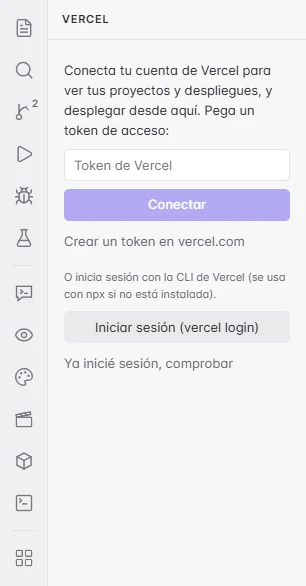 VERCEL
Conecta tu cuenta de Vercel para
ver tus proyectos y despliegues, y
desplegar desde aquí. Pega un
token de acceso:
Token de Vercel
Conectar
Crear un token en vercel.com
O inicia sesión con la CLI de Vercel (se usa
con npx si no está instalada).
Iniciar sesión (vercel login)
Ya inicié sesión, comprobar
2